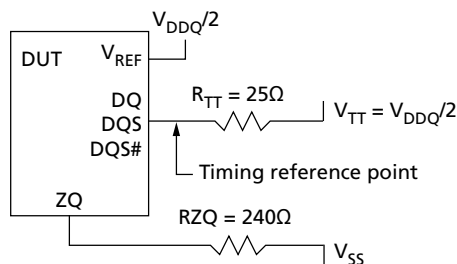 V_DDQ/2
DUT
V_REF
R_TT = 25Ω
DQ
V_TT = V_DDQ/2
DQS
DQS#
Timing reference point
ZQ
RZQ = 240Ω
V_SS